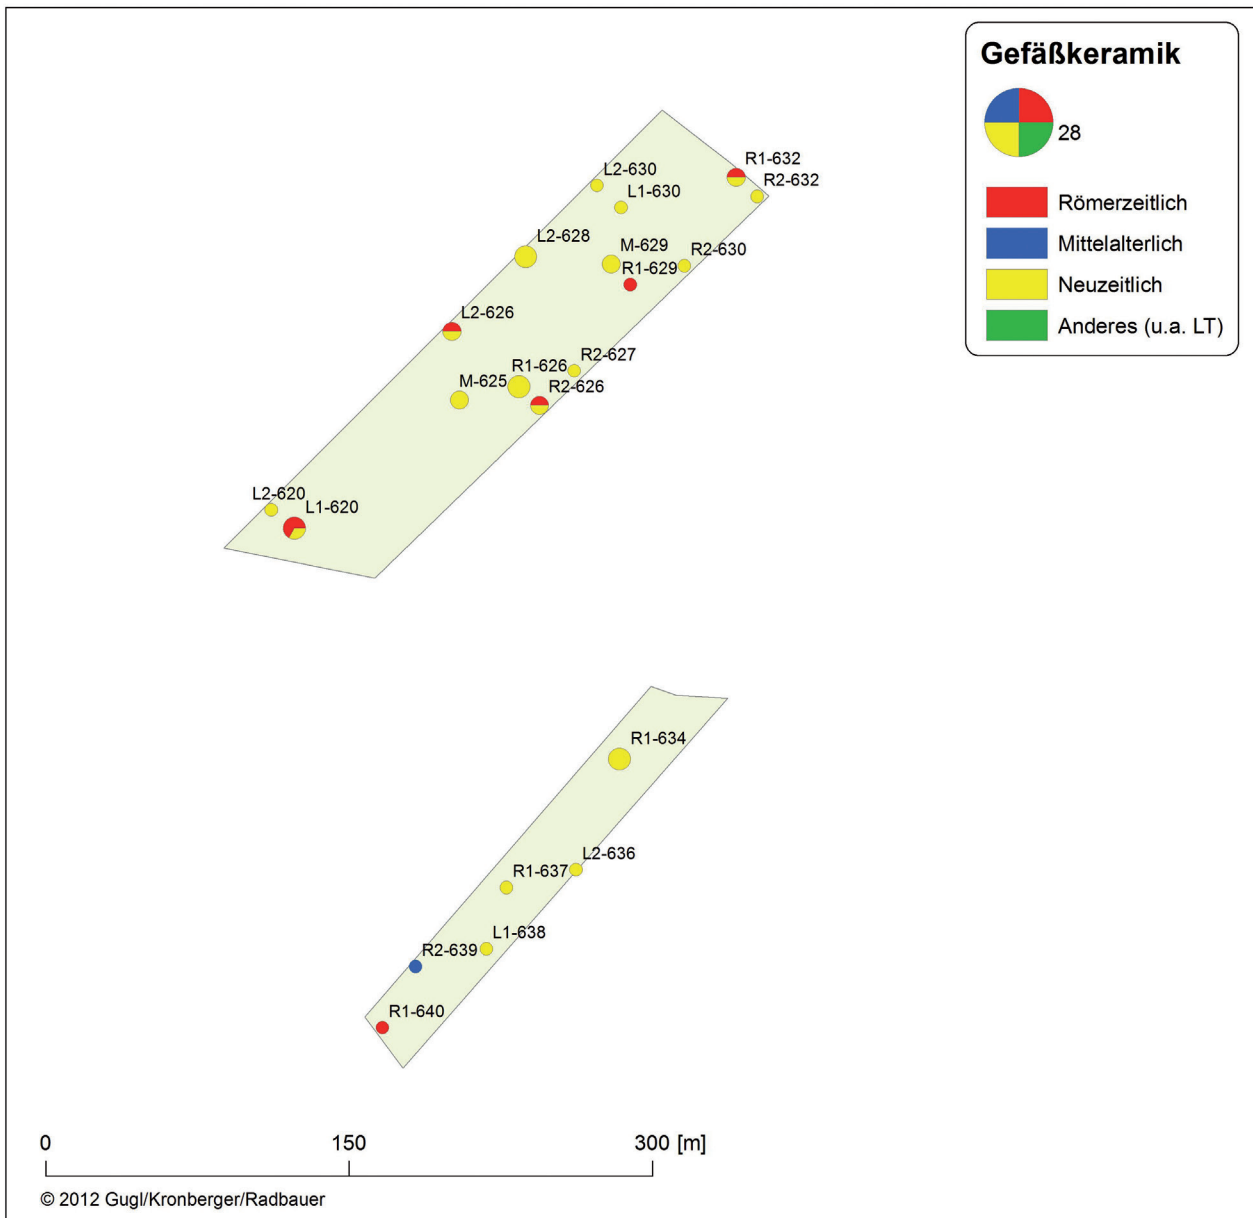 Gefäßkeramik
28
Römerzeitlich
Mittelalterlich
Neuzeitlich
Anderes (u.a. LT)
R1-632
L2-630
R2-632
L1-630
L2-628
M-629
R2-630
R1-629
L2-626
R2-627
R1-626
M-625
R2-626
L2-620
L1-620
R1-634
L2-636
R1-637
L1-638
R2-639
R1-640
0 150 300 [m]
© 2012 Gugl/Kronberger/Radbauer